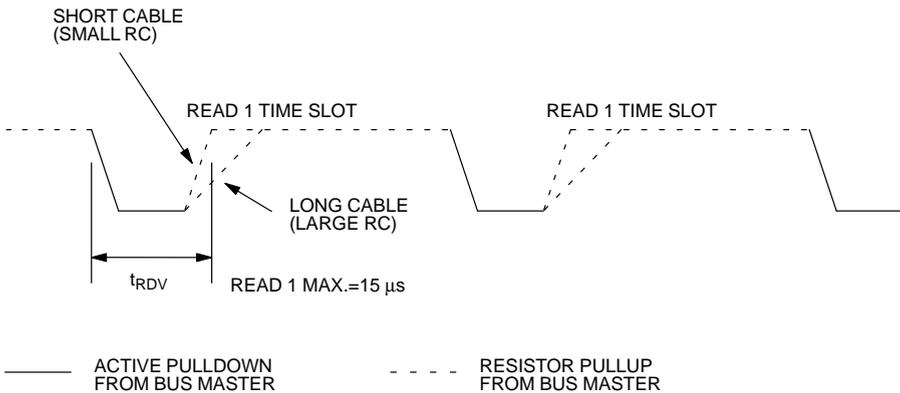 SHORT CABLE
(SMALL RC)
READ 1 TIME SLOT
READ 1 TIME SLOT
LONG CABLE
(LARGE RC)
tRDV
READ 1 MAX.=15 μs
ACTIVE PULLDOWN
FROM BUS MASTER
RESISTOR PULLUP
FROM BUS MASTER